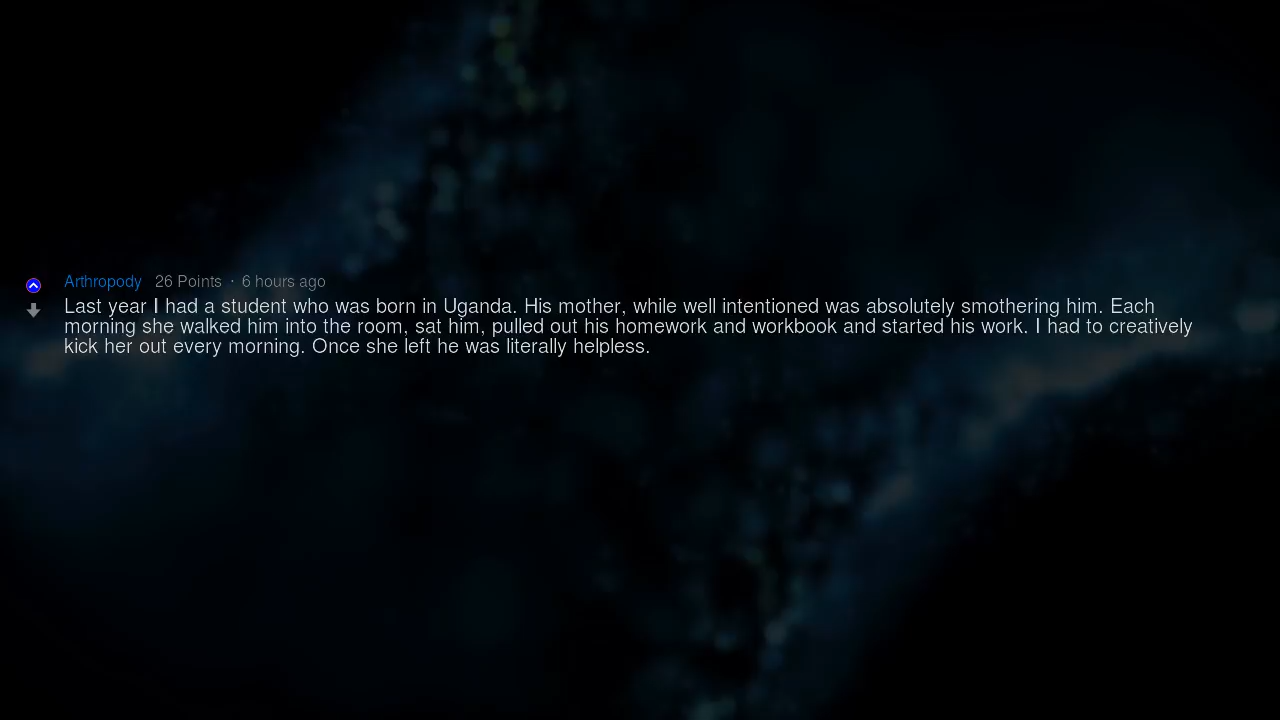 Arthropody 26 Points · 6 hours ago
Last year I had a student who was born in Uganda. His mother, while well intentioned was absolutely smothering him. Each
morning she walked him into the room, sat him, pulled out his homework and workbook and started his work. I had to creatively
kick her out every morning. Once she left he was literally helpless.